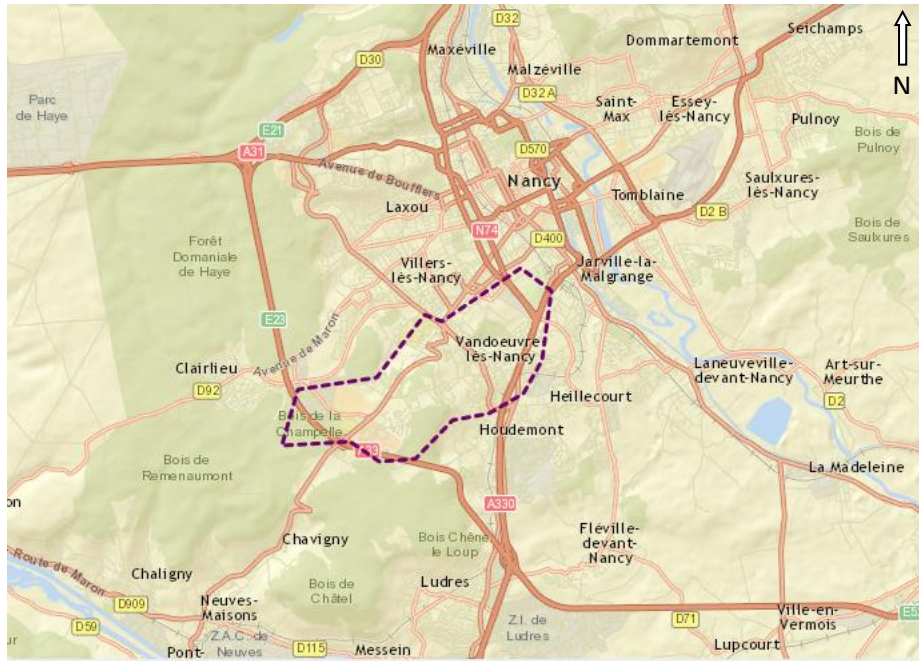 D32
Seichamps
N
Dommartemont
Maxéville
D30
Malzéville
D32 A
Parc
de Haye
Saint-
Max
Essey-
lès-Nancy
Pulnoy
E21
Bois de
Pulnoy
A31
D570
Avenue de Boufflers
Nancy
Saulxures-
lès-Nancy
Tomblaine
Laxou
D2 B
Bois de
Saulxures
N74
D400
Forêt
Domaniale
de Haye
Villers-
lès-Nancy
Jarville-la-
Malgrange
E23
Avenue de Maron
Vandoeuvre
lès-Nancy
Clairlieu
Laneuveville-
devant-Nancy
Art-sur-
Meurthe
D92
Heillecourt
D2
Bois de la
Champelle
Houdemont
Bois de
Remenaumont
La Madeleine
on
A330
Chavigny
Bois Chêne
le Loup
Fléville-
devant-
Nancy
Route de Maron
Chaligny
Bois de
Châtel
Ludres
D909
Neuves-
Maisons
Ville-en-
Vermois
D59
Z.I. de
Ludres
D71
Z.A.C. de
Neuves
Lupcourt
Pont-
D115
Messein